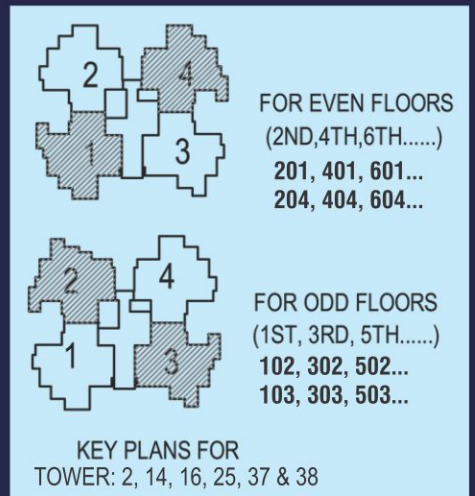 2
4
1
3
FOR EVEN FLOORS
(2ND,4TH,6TH......)
201, 401, 601...
204, 404, 604...
2
4
1
3
FOR ODD FLOORS
(1ST, 3RD, 5TH......)
102, 302, 502...
103, 303, 503...
KEY PLANS FOR
TOWER: 2, 14, 16, 25, 37 & 38